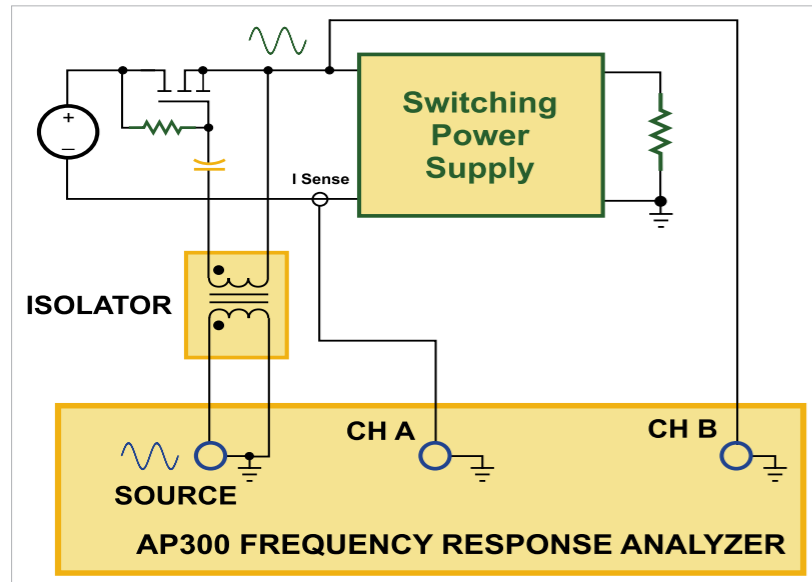 Switching
Power
Supply
+
–
I Sense
ISOLATOR
CH A
CH B
SOURCE
AP300 FREQUENCY RESPONSE ANALYZER